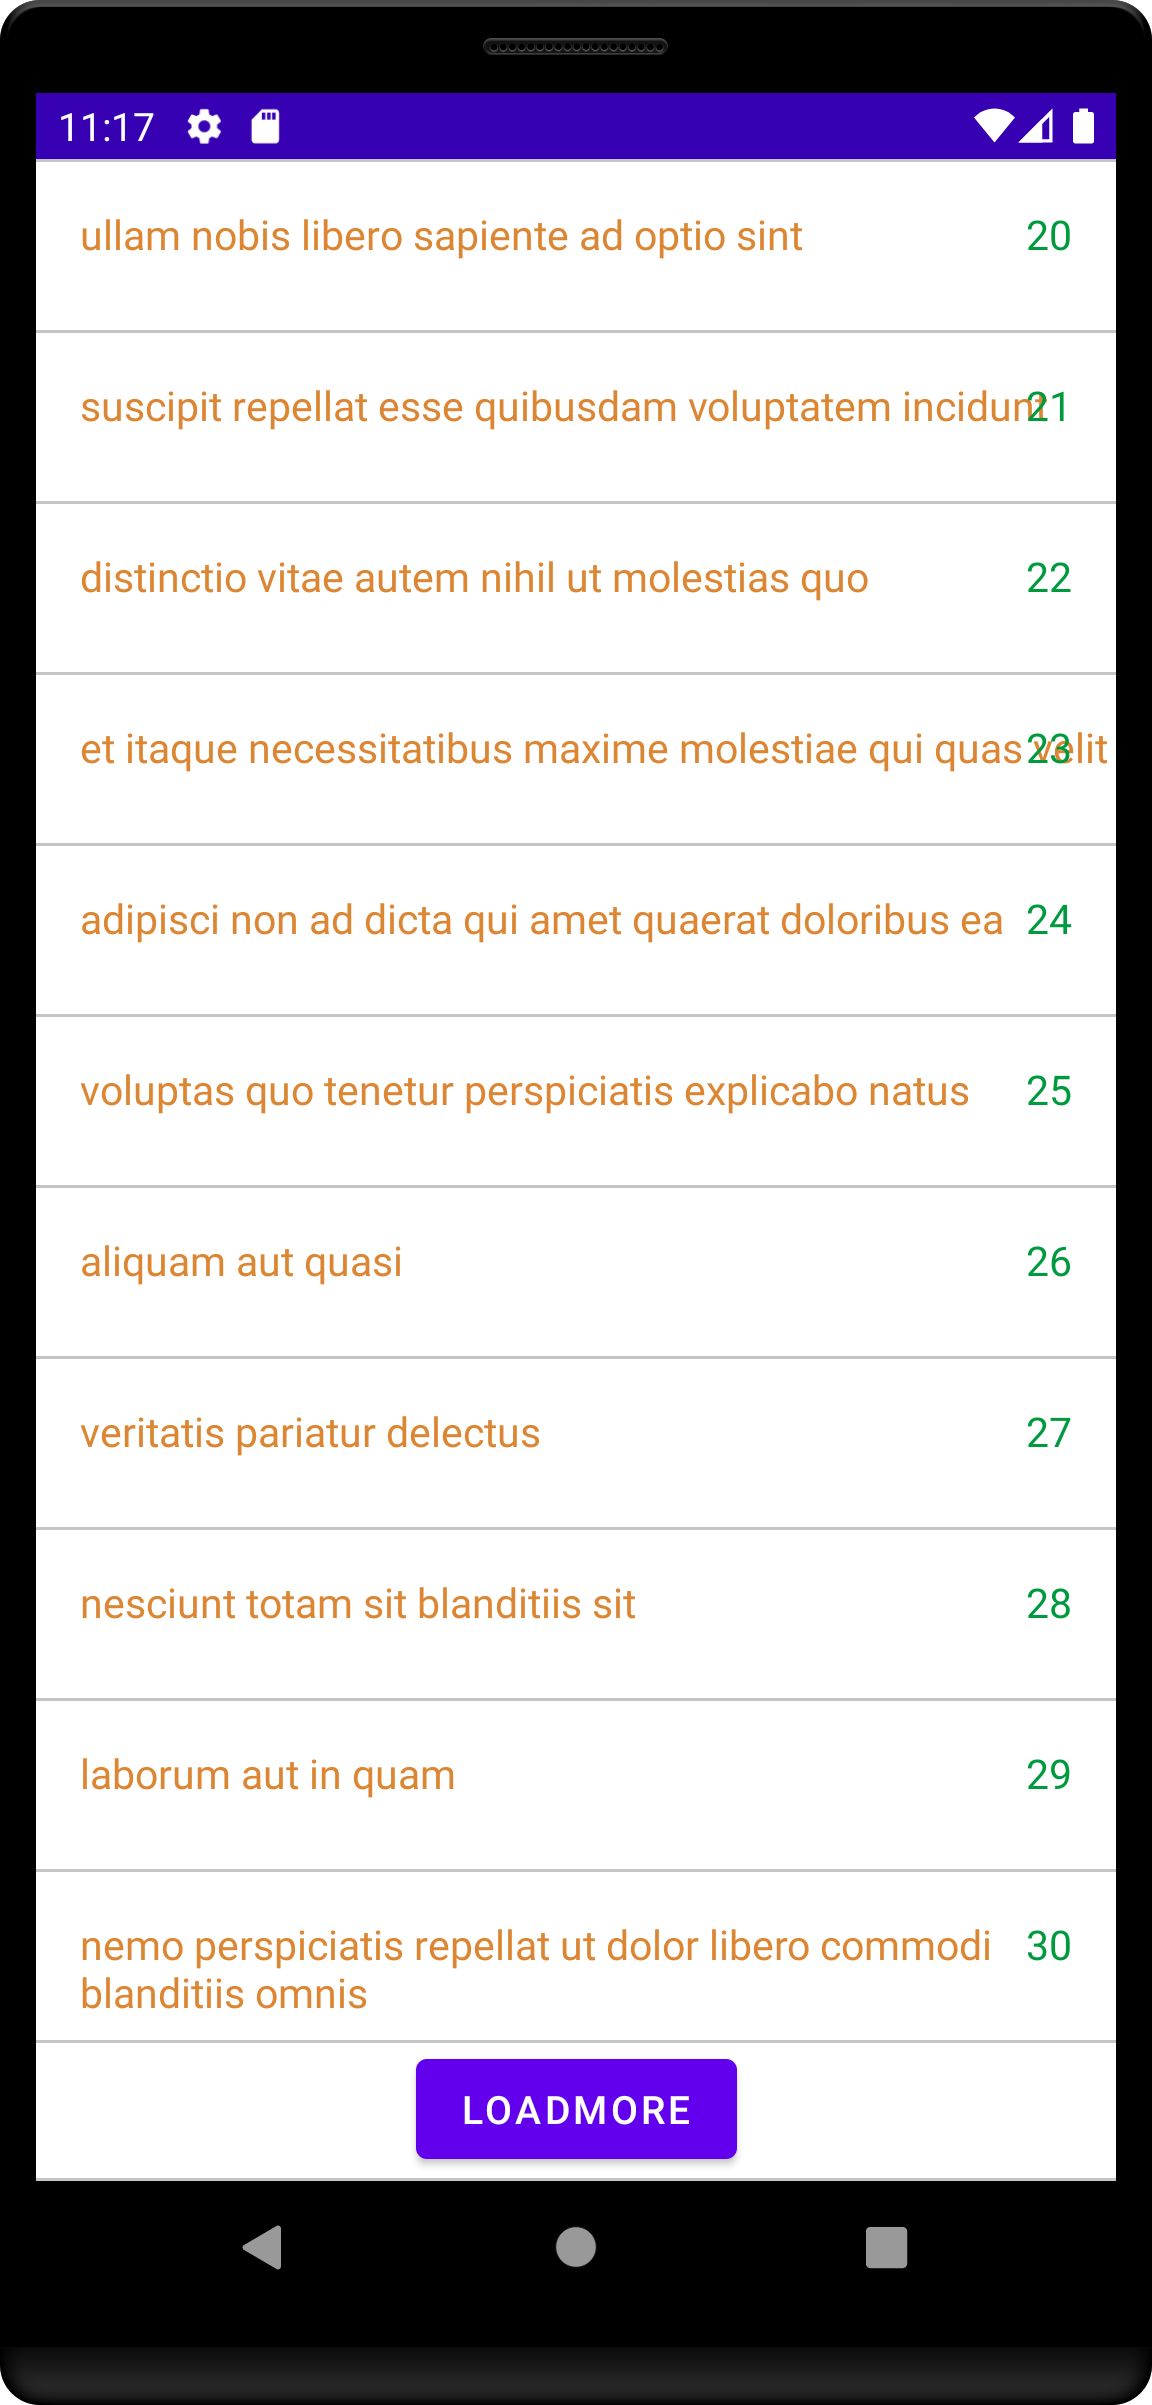 11:17
ullam nobis libero sapiente ad optio sint 20
suscipit repellat esse quibusdam voluptatem incidunt 21
distinctio vitae autem nihil ut molestias quo 22
et itaque necessitatibus maxime molestiae qui quas velit 23
adipisci non ad dicta qui amet quaerat doloribus ea 24
voluptas quo tenetur perspiciatis explicabo natus 25
aliquam aut quasi 26
veritatis pariatur delectus 27
nesciunt totam sit blanditiis sit 28
laborum aut in quam 29
nemo perspiciatis repellat ut dolor libero commodi 30
blanditiis omnis
LOADMORE